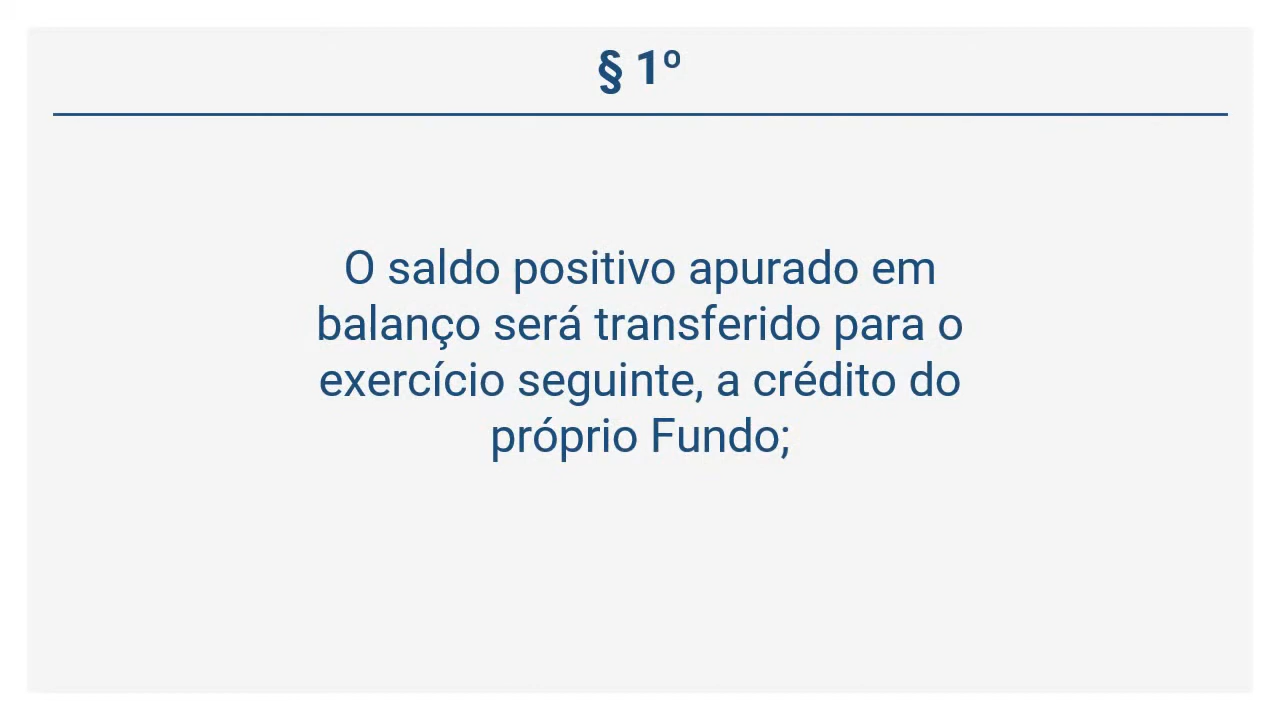 § 1º
O saldo positivo apurado em
balanço será transferido para o
exercício seguinte, a crédito do
próprio Fundo;